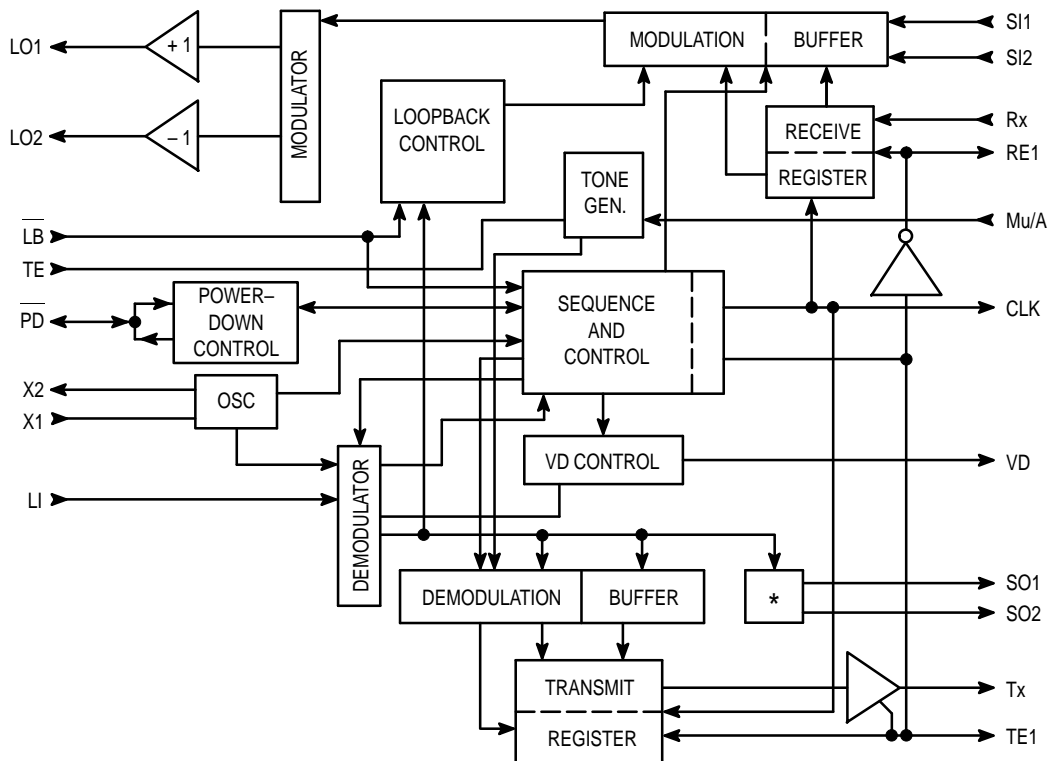 LO1
+ 1
MODULATOR
MODULATION
BUFFER
SI1
SI2
LO2
– 1
LOOPBACK
CONTROL
RECEIVE
REGISTER
Rx
RE1
TONE
GEN.
Mu/A
L̅B̅
TE
P̅D̅
POWER–
DOWN
CONTROL
SEQUENCE
AND
CONTROL
CLK
X2
X1
OSC
VD CONTROL
VD
LI
DEMODULATOR
DEMODULATION
BUFFER
*
SO1
SO2
TRANSMIT
REGISTER
Tx
TE1